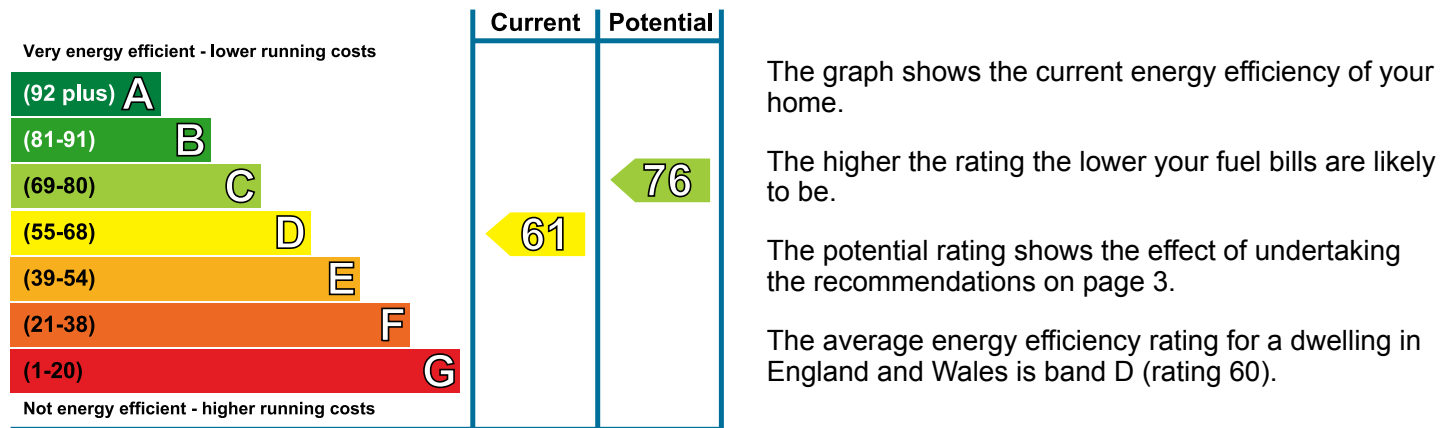 Current Potential
Very energy efficient - lower running costs
(92 plus) A
(81-91) B
(69-80) C
76
(55-68) D
61
(39-54) E
(21-38) F
(1-20) G
Not energy efficient - higher running costs
The graph shows the current energy efficiency of your
home.
The higher the rating the lower your fuel bills are likely
to be.
The potential rating shows the effect of undertaking
the recommendations on page 3.
The average energy efficiency rating for a dwelling in
England and Wales is band D (rating 60).